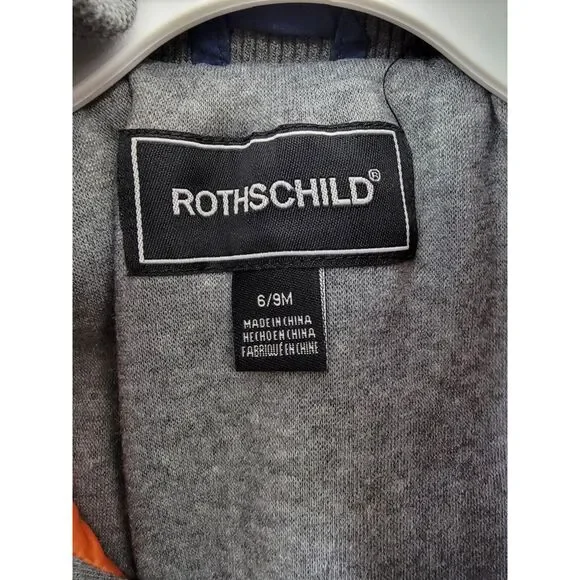 ROTHSCHILD®
6/9M
MADE IN CHINA
HECHO EN CHINA
FABRIQUÉ EN CHINE